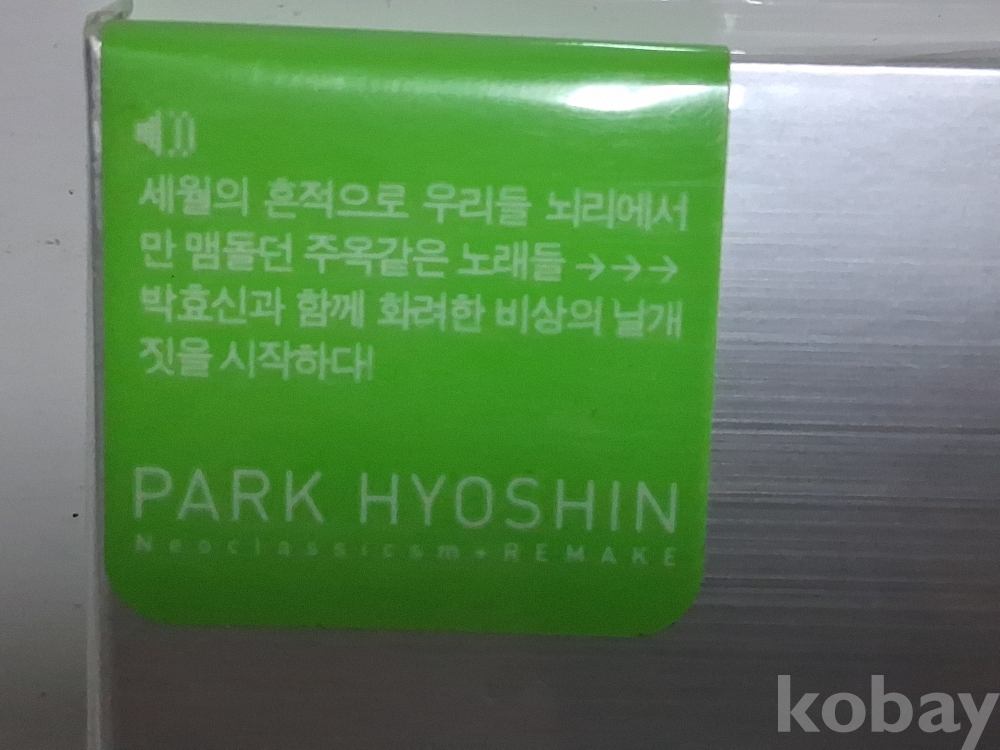 세월의 흔적으로 우리들 뇌리에서
만 맴돌던 주옥같은 노래들 →→→
박효신과 함께 화려한 비상의 날개
짓을 시작하다!
PARK HYOSHIN
Neoclassicsm+REMAKE
kobay